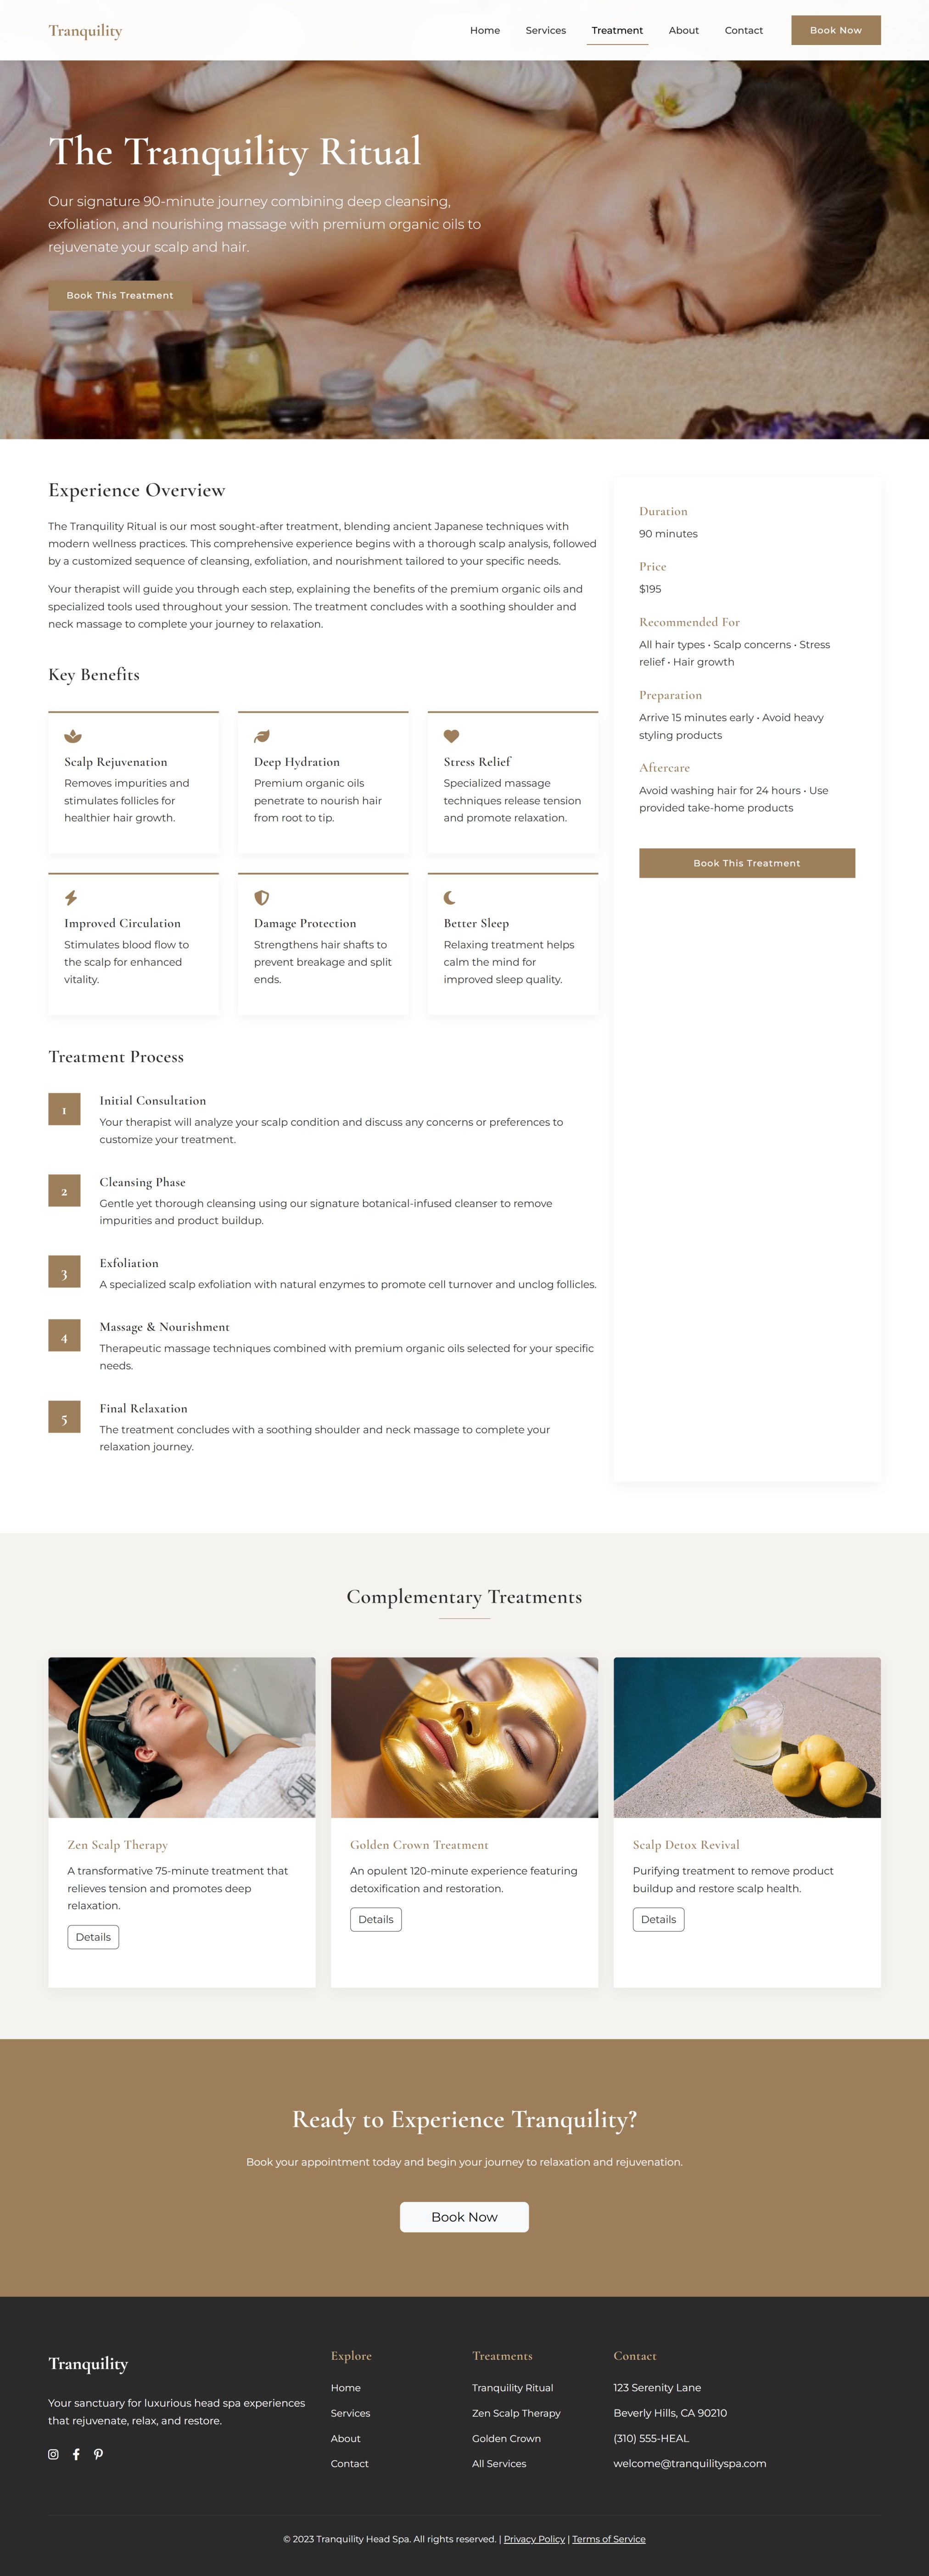 Tranquility
Home Services Treatment About Contact Book Now
The Tranquility Ritual
Our signature 90-minute journey combining deep cleansing,
exfoliation, and nourishing massage with premium organic oils to
rejuvenate your scalp and hair.
Book This Treatment
Experience Overview
The Tranquility Ritual is our most sought-after treatment, blending ancient Japanese techniques with
modern wellness practices. This comprehensive experience begins with a thorough scalp analysis, followed
by a customized sequence of cleansing, exfoliation, and nourishment tailored to your specific needs.
Your therapist will guide you through each step, explaining the benefits of the premium organic oils and
specialized tools used throughout your session. The treatment concludes with a soothing shoulder and
neck massage to complete your journey to relaxation.
Key Benefits
Scalp Rejuvenation
Removes impurities and
stimulates follicles for
healthier hair growth.
Deep Hydration
Premium organic oils
penetrate to nourish hair
from root to tip.
Stress Relief
Specialized massage
techniques release tension
and promote relaxation.
Improved Circulation
Stimulates blood flow to
the scalp for enhanced
vitality.
Damage Protection
Strengthens hair shafts to
prevent breakage and split
ends.
Better Sleep
Relaxing treatment helps
calm the mind for
improved sleep quality.
Treatment Process
1
Initial Consultation
Your therapist will analyze your scalp condition and discuss any concerns or preferences to
customize your treatment.
2
Cleansing Phase
Gentle yet thorough cleansing using our signature botanical-infused cleanser to remove
impurities and product buildup.
3
Exfoliation
A specialized scalp exfoliation with natural enzymes to promote cell turnover and unclog follicles.
4
Massage & Nourishment
Therapeutic massage techniques combined with premium organic oils selected for your specific
needs.
5
Final Relaxation
The treatment concludes with a soothing shoulder and neck massage to complete your
relaxation journey.
Duration
90 minutes
Price
$195
Recommended For
All hair types • Scalp concerns • Stress
relief • Hair growth
Preparation
Arrive 15 minutes early • Avoid heavy
styling products
Aftercare
Avoid washing hair for 24 hours • Use
provided take-home products
Book This Treatment
Complementary Treatments
Zen Scalp Therapy
A transformative 75-minute treatment that
relieves tension and promotes deep
relaxation.
Details
Golden Crown Treatment
An opulent 120-minute experience featuring
detoxification and restoration.
Details
Scalp Detox Revival
Purifying treatment to remove product
buildup and restore scalp health.
Details
Ready to Experience Tranquility?
Book your appointment today and begin your journey to relaxation and rejuvenation.
Book Now
Tranquility
Your sanctuary for luxurious head spa experiences
that rejuvenate, relax, and restore.
Explore
Home
Services
About
Contact
Treatments
Tranquility Ritual
Zen Scalp Therapy
Golden Crown
All Services
Contact
123 Serenity Lane
Beverly Hills, CA 90210
(310) 555-HEAL
welcome@tranquilityspa.com
© 2023 Tranquility Head Spa. All rights reserved. | Privacy Policy | Terms of Service